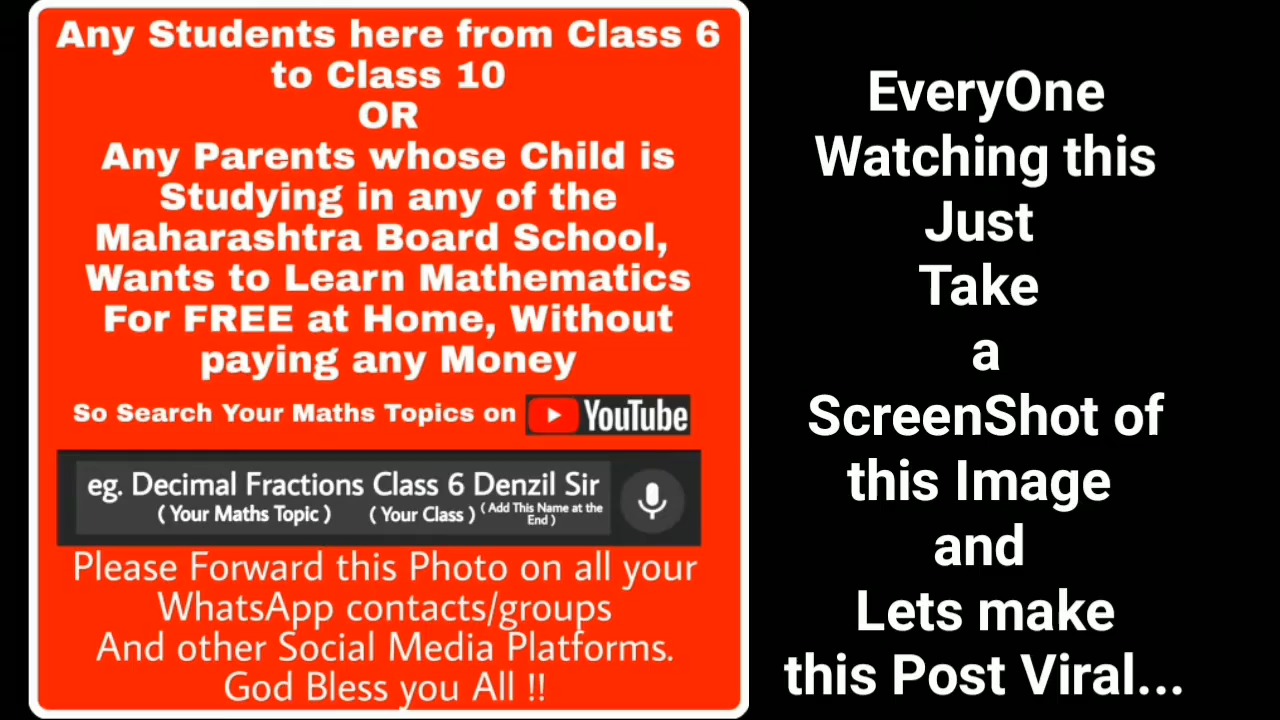 Any Students here from Class 6
to Class 10
OR
Any Parents whose Child is
Studying in any of the
Maharashtra Board School,
Wants to Learn Mathematics
For FREE at Home, Without
paying any Money
So Search Your Maths Topics on YouTube
eg. Decimal Fractions Class 6 Denzil Sir
( Your Maths Topic ) ( Your Class ) ( Add This Name at the
End )
Please Forward this Photo on all your
WhatsApp contacts/groups
And other Social Media Platforms.
God Bless you All !!
EveryOne
Watching this
Just
Take
a
ScreenShot of
this Image
and
Lets make
this Post Viral...